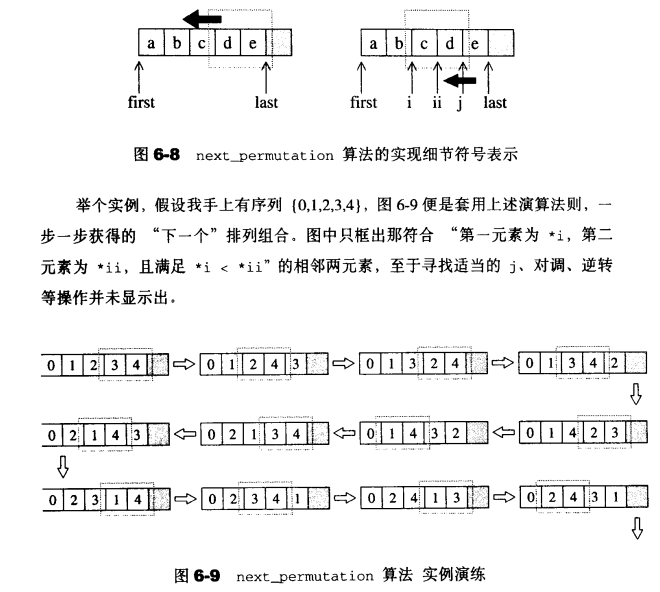 a b c d e a b c d e
first last first i ii j last
图 6-8 next_permutation 算法的实现细节符号表示
举个实例，假设我手上有序列 {0,1,2,3,4}，图 6-9 便是套用上述演算法则，一
步一步获得的 “下一个” 排列组合。图中只框出那符合 “第一元素为 *i，第二
元素为 *ii，且满足 *i < *ii” 的相邻两元素，至于寻找适当的 j、对调、逆转
等操作并未显示出。
0 1 2 3 4 0 1 2 4 3 0 1 3 2 4 0 1 3 4 2
0 2 1 4 3 0 2 1 3 4 0 1 4 3 2 0 1 4 2 3
0 2 3 1 4 0 2 3 4 1 0 2 4 1 3 0 2 4 3 1
图 6-9 next_permutation 算法 实例演练